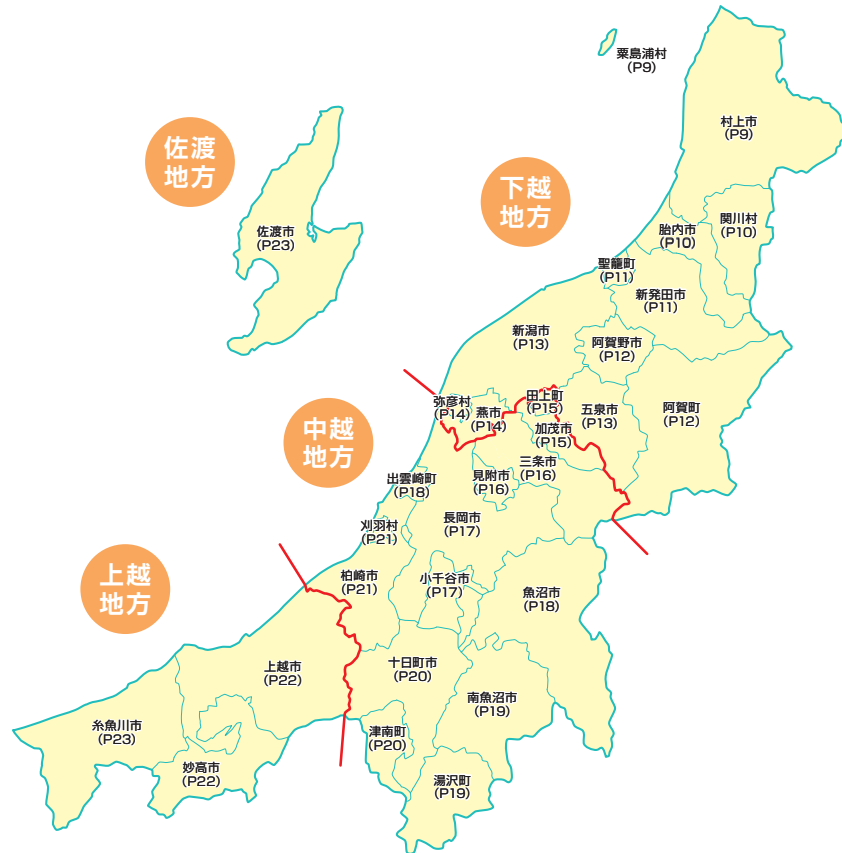 粟島浦村
(P9)
村上市
(P9)
佐渡
地方
下越
地方
関川村
(P10)
胎内市
(P10)
佐渡市
(P23)
聖籠町
(P11)
新発田市
(P11)
新潟市
(P13)
阿賀野市
(P12)
弥彦村
(P14)
燕市
(P14)
田上町
(P15)
五泉市
(P13)
阿賀町
(P12)
中越
地方
加茂市
(P15)
三条市
(P16)
見附市
(P16)
出雲崎町
(P18)
長岡市
(P17)
刈羽村
(P21)
上越
地方
柏崎市
(P21)
小千谷市
(P17)
魚沼市
(P18)
上越市
(P22)
十日町市
(P20)
南魚沼市
(P19)
糸魚川市
(P23)
津南町
(P20)
妙高市
(P22)
湯沢町
(P19)